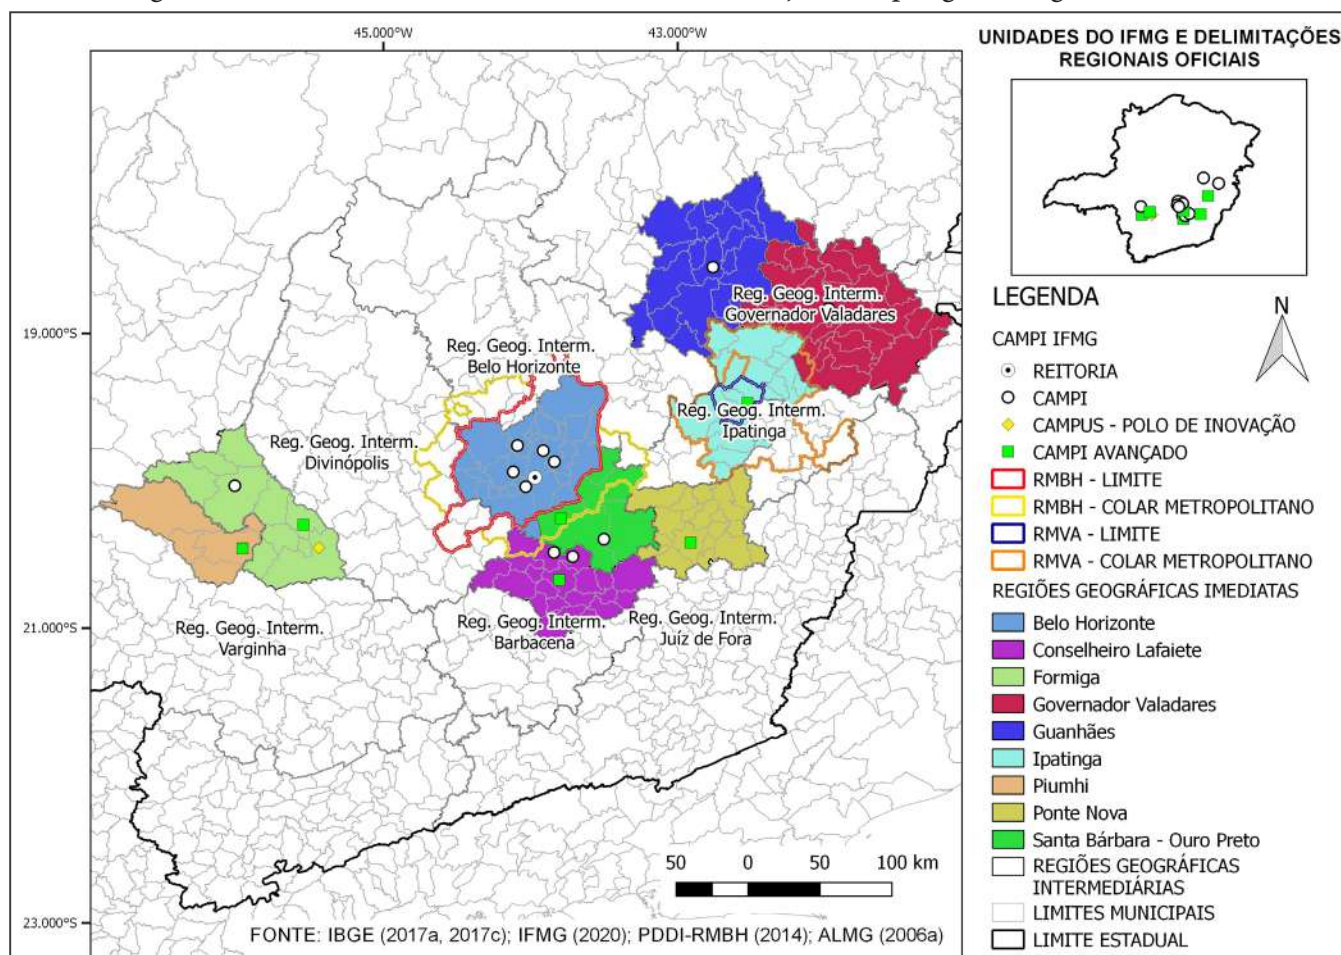 45.000°W
43.000°W
19.000°S
21.000°S
23.000°S
Reg. Geog. Interm.
Governador Valadares
Reg. Geog. Interm.
Belo Horizonte
Reg. Geog. Interm.
Ipatinga
Reg. Geog. Interm.
Divinópolis
Reg. Geog. Interm.
Varginha
Reg. Geog. Interm.
Barbacena
Reg. Geog. Interm.
Juíz de Fora
50 0 50 100 km
FONTE: IBGE (2017a, 2017c); IFMG (2020); PDDI-RMBH (2014); ALMG (2006a)
UNIDADES DO IFMG E DELIMITAÇÕES
REGIONAIS OFICIAIS
LEGENDA
N
CAMPI IFMG
REITORIA
CAMPI
CAMPUS - POLO DE INOVAÇÃO
CAMPI AVANÇADO
RMBH - LIMITE
RMBH - COLAR METROPOLITANO
RMVA - LIMITE
RMVA - COLAR METROPOLITANO
REGIÕES GEOGRÁFICAS IMEDIATAS
Belo Horizonte
Conselheiro Lafaiete
Formiga
Governador Valadares
Guanhães
Ipatinga
Piumhi
Ponte Nova
Santa Bárbara - Ouro Preto
REGIÕES GEOGRÁFICAS
INTERMEDIÁRIAS
LIMITES MUNICIPAIS
LIMITE ESTADUAL